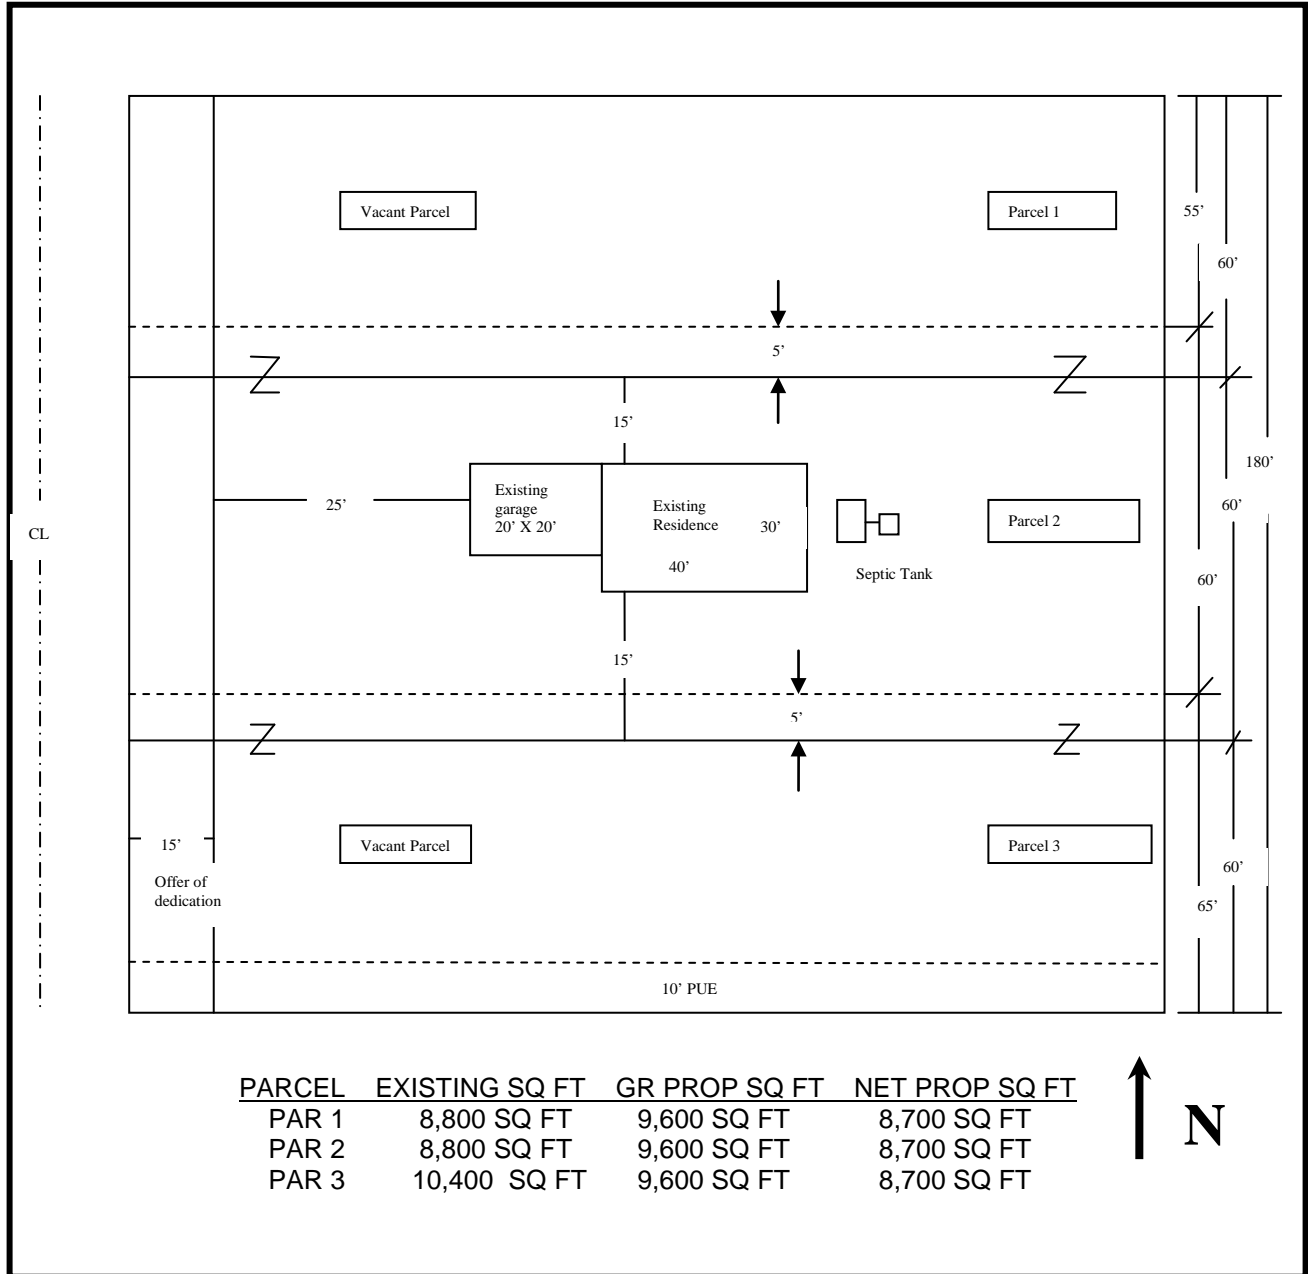 Vacant Parcel
Parcel 1
55’
60’
5’
15’
180’
Existing
garage
20’ X 20’
Existing
Residence
30’
40’
25’
Parcel 2
60’
CL
Septic Tank
60’
15’
5’
15’
Vacant Parcel
Parcel 3
60’
Offer of
dedication
65’
10’ PUE
PARCEL EXISTING SQ FT GR PROP SQ FT NET PROP SQ FT
PAR 1 8,800 SQ FT 9,600 SQ FT 8,700 SQ FT
PAR 2 8,800 SQ FT 9,600 SQ FT 8,700 SQ FT
PAR 3 10,400 SQ FT 9,600 SQ FT 8,700 SQ FT
N